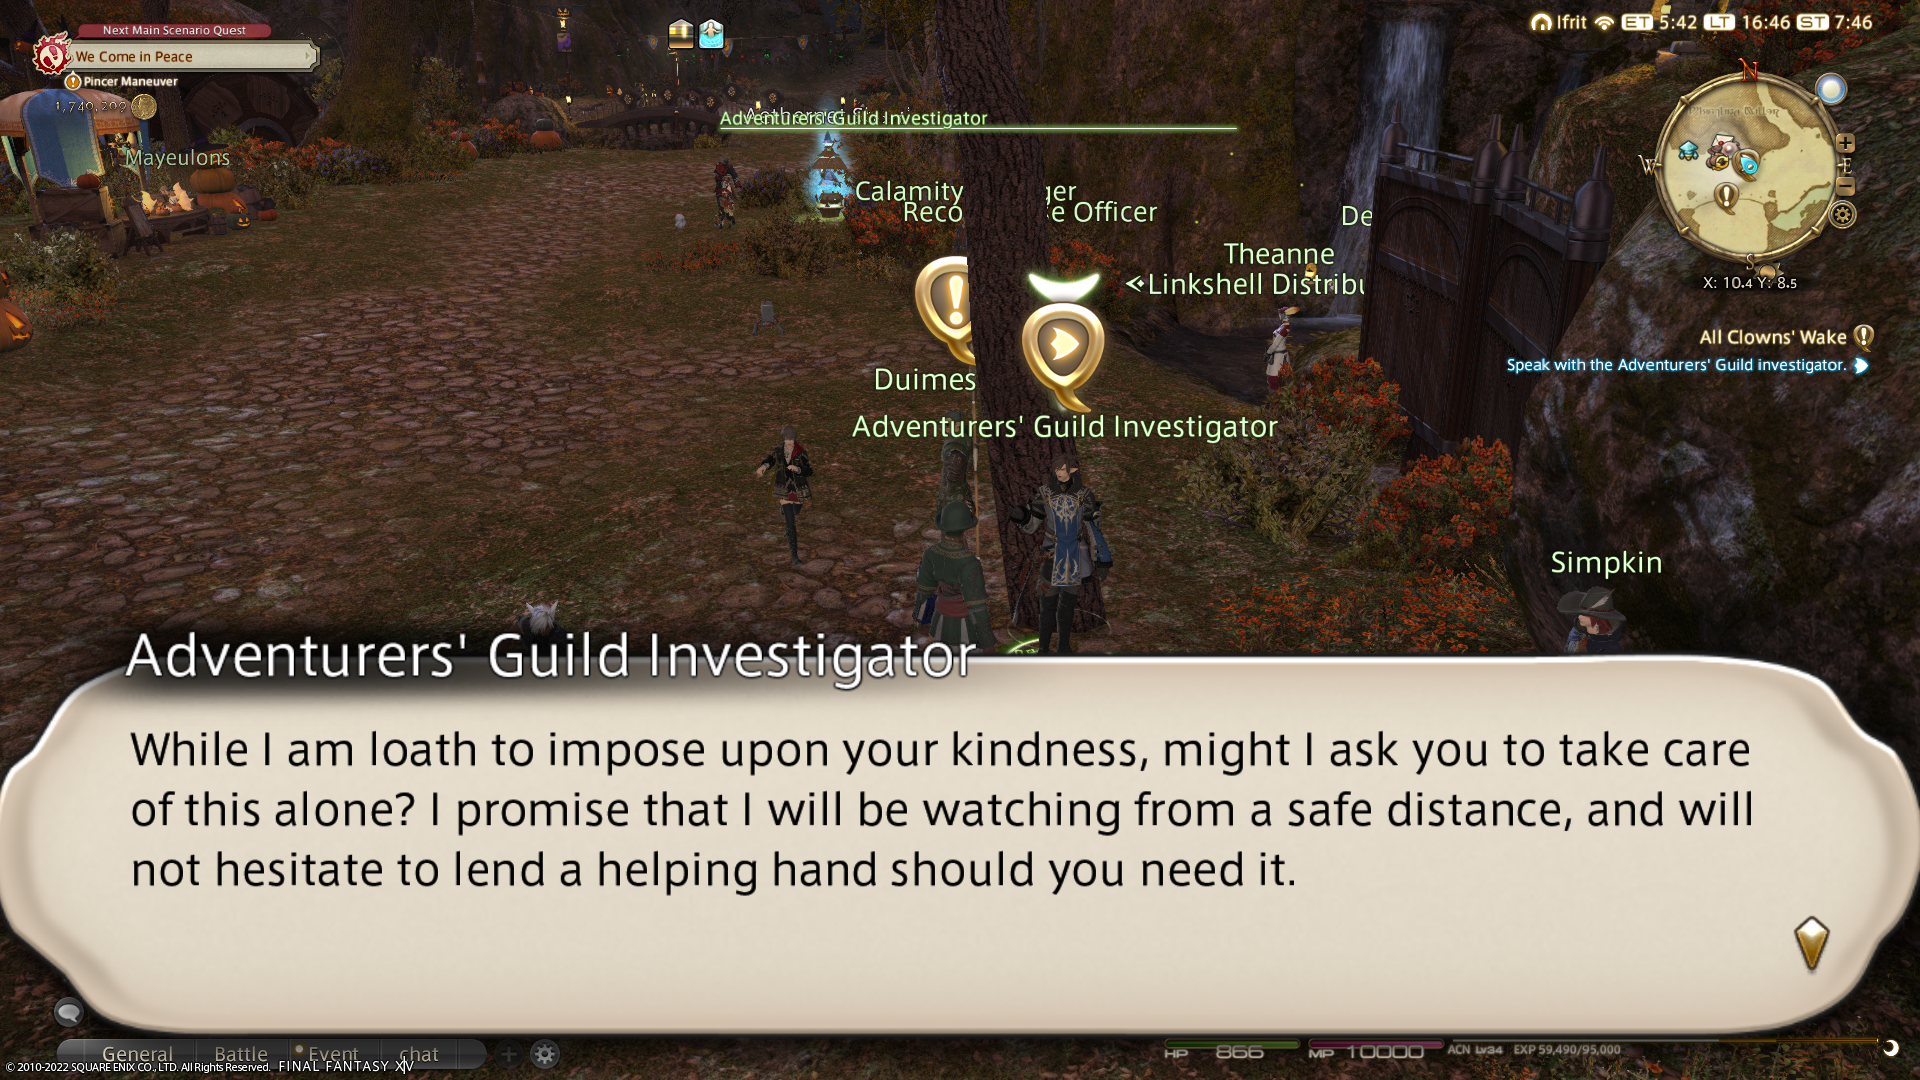 Next Main Scenario Quest
We Come in Peace
Pincer Maneuver
1,740,200
Ifrit ET 5:42 LT 16:46 ST 7:46
N
W
E
S
X: 10.4 Y: 8.5
Adventurers' Guild Investigator
Mayeulons
Calamity
ger
Reco
e Officer
De
Theanne
Linkshell Distribu
All Clowns' Wake
Speak with the Adventurers' Guild investigator.
Duimes
Adventurers' Guild Investigator
Simpkin
Adventurers' Guild Investigator
While I am loath to impose upon your kindness, might I ask you to take care
of this alone? I promise that I will be watching from a safe distance, and will
not hesitate to lend a helping hand should you need it.
General Battle Event chat
HP 866 MP 10000 ACN Lv34 EXP 59,490/95,000
© 2010-2022 SQUARE ENIX CO., LTD. All Rights Reserved. FINAL FANTASY XIV